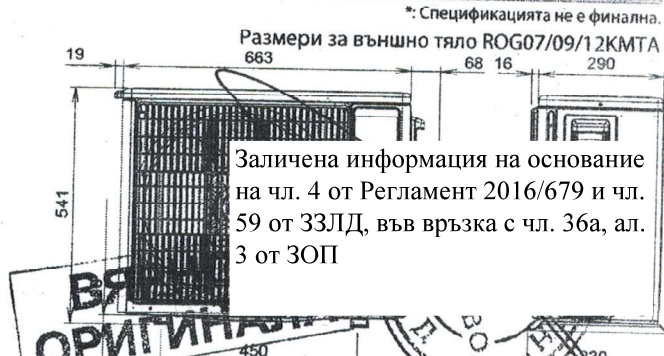 *: Спецификацията не е финална.
Размери за външно тяло ROG07/09/12KMTA
19 663 68 16 290
541
Заличена информация на основание
на чл. 4 от Регламент 2016/679 и чл.
59 от ЗЗЛД, във връзка с чл. 36а, ал.
3 от ЗОП
ОРИГИНАЛА
450